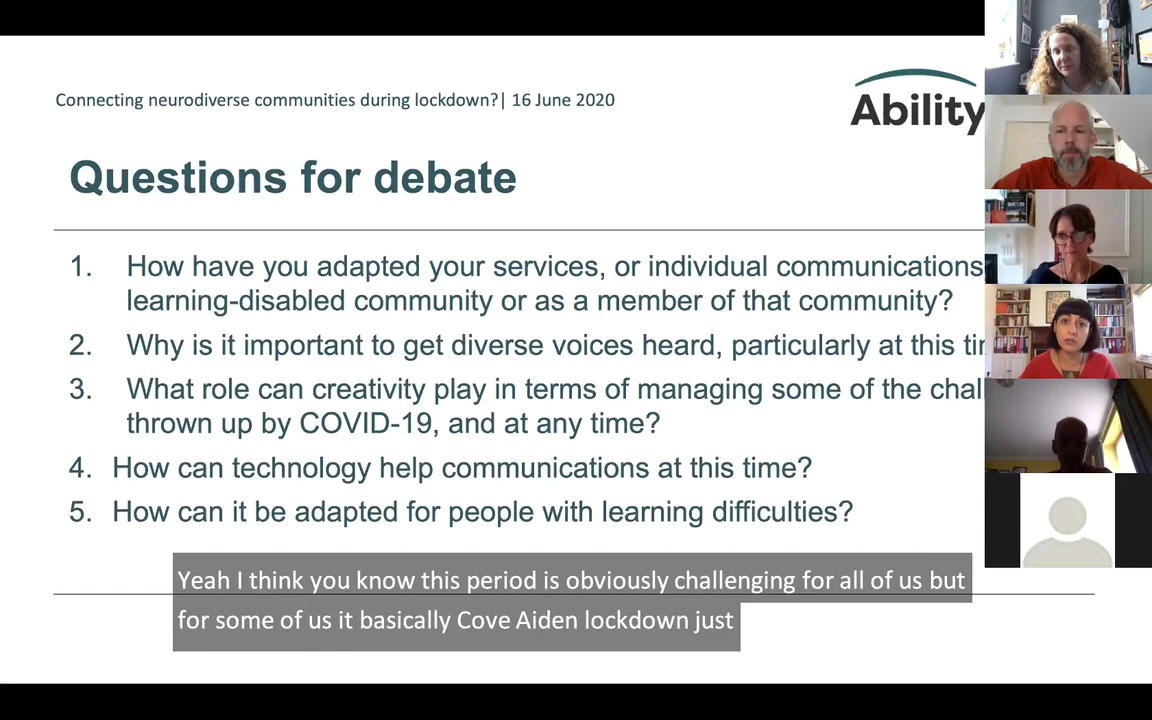 Connecting neurodiverse communities during lockdown?| 16 June 2020
Ability
Questions for debate
1. How have you adapted your services, or individual communications
learning-disabled community or as a member of that community?
2. Why is it important to get diverse voices heard, particularly at this
3. What role can creativity play in terms of managing some of the
thrown up by COVID-19, and at any time?
4. How can technology help communications at this time?
5. How can it be adapted for people with learning difficulties?
Yeah I think you know this period is obviously challenging for all of us but
for some of us it basically Cove Aiden lockdown just